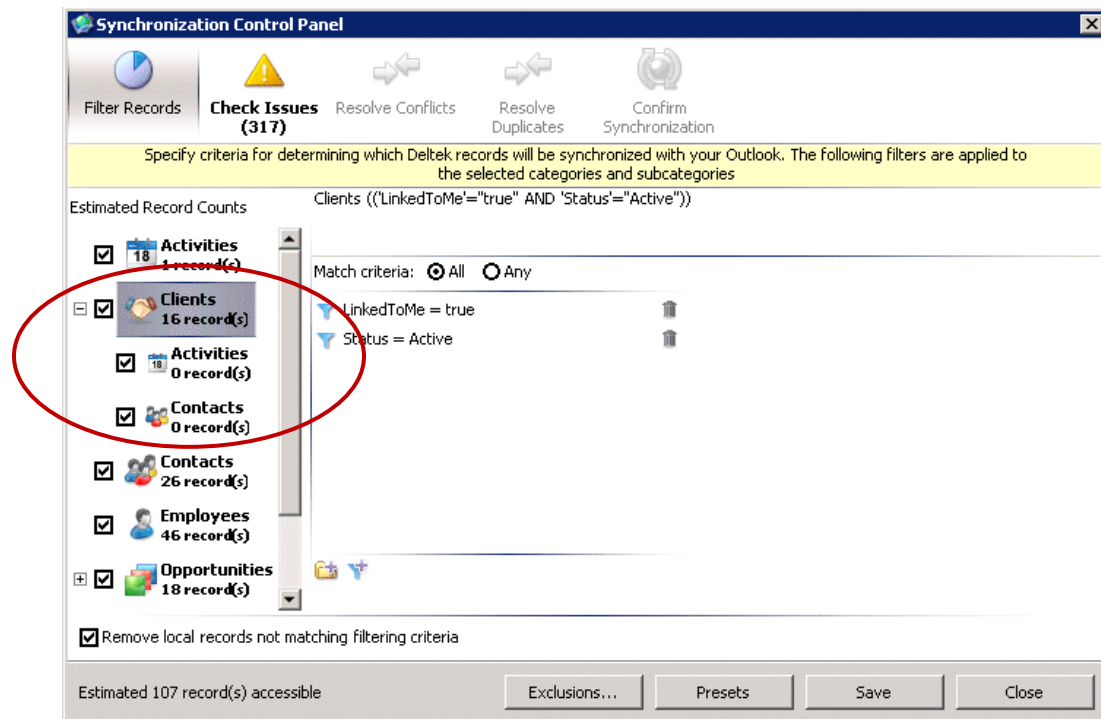 Synchronization Control Panel
Filter Records
Check Issues
(317)
Resolve Conflicts
Resolve
Duplicates
Confirm
Synchronization
Specify criteria for determining which Deltek records will be synchronized with your Outlook. The following filters are applied to
the selected categories and subcategories
Estimated Record Counts
Clients (('LinkedToMe'="true" AND 'Status'="Active"))
18
Activities
1 record(s)
Clients
16 record(s)
18
Activities
0 record(s)
Contacts
0 record(s)
Contacts
26 record(s)
Employees
46 record(s)
Opportunities
18 record(s)
Match criteria: All Any
LinkedToMe = true
Status = Active
Remove local records not matching filtering criteria
Estimated 107 record(s) accessible
Exclusions...
Presets
Save
Close